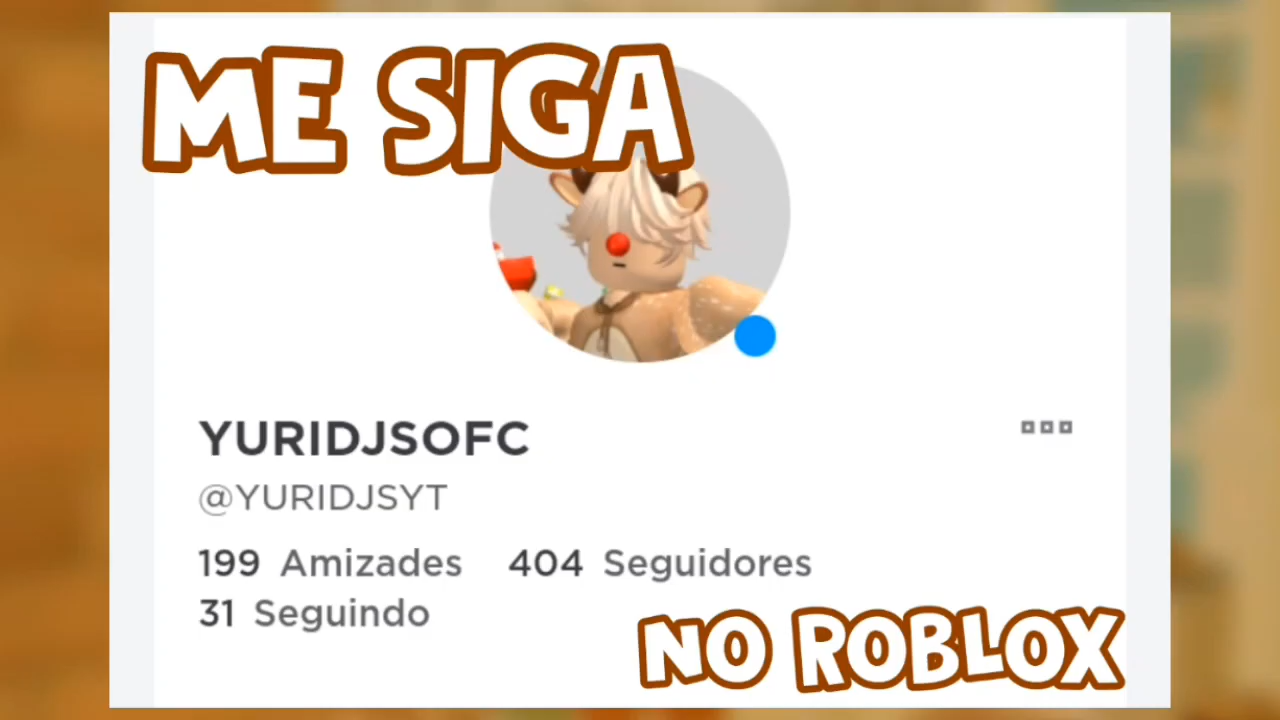 ME SIGA
YURIDJSOFC
@YURIDJSYT
199 Amizades 404 Seguidores
31 Seguindo
NO ROBLOX